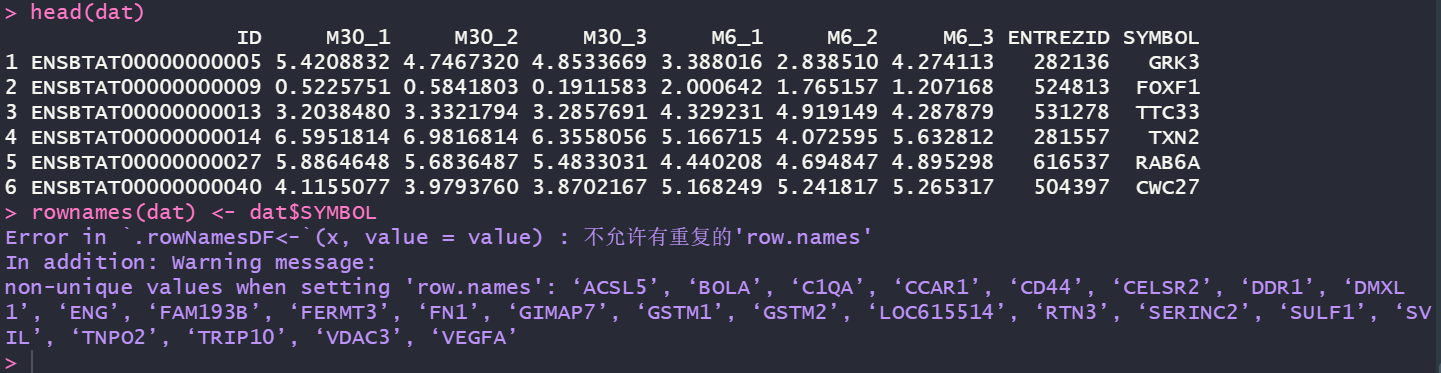 > head(dat)
ID M30_1 M30_2 M30_3 M6_1 M6_2 M6_3 ENTREZID SYMBOL
1 ENSBTAT00000000005 5.4208832 4.7467320 4.8533669 3.388016 2.838510 4.274113 282136 GRK3
2 ENSBTAT00000000009 0.5225751 0.5841803 0.1911583 2.000642 1.765157 1.207168 524813 FOXF1
3 ENSBTAT00000000013 3.2038480 3.3321794 3.2857691 4.329231 4.919149 4.287879 531278 TTC33
4 ENSBTAT00000000014 6.5951814 6.9816814 6.3558056 5.166715 4.072595 5.632812 281557 TXN2
5 ENSBTAT00000000027 5.8864648 5.6836487 5.4833031 4.440208 4.694847 4.895298 616537 RAB6A
6 ENSBTAT00000000040 4.1155077 3.9793760 3.8702167 5.168249 5.241817 5.265317 504397 CWC27
> rownames(dat) <- dat$SYMBOL
Error in `.rowNamesDF<-`(x, value = value) : 不允许有重复的'row.names'
In addition: Warning message:
non-unique values when setting 'row.names': ‘ACSL5’, ‘BOLA’, ‘C1QA’, ‘CCAR1’, ‘CD44’, ‘CELSR2’, ‘DDR1’, ‘DMXL
1’, ‘ENG’, ‘FAM193B’, ‘FERMT3’, ‘FN1’, ‘GIMAP7’, ‘GSTM1’, ‘GSTM2’, ‘LOC615514’, ‘RTN3’, ‘SERINC2’, ‘SULF1’, ‘SV
IL’, ‘TNPO2’, ‘TRIP10’, ‘VDAC3’, ‘VEGFA’
>